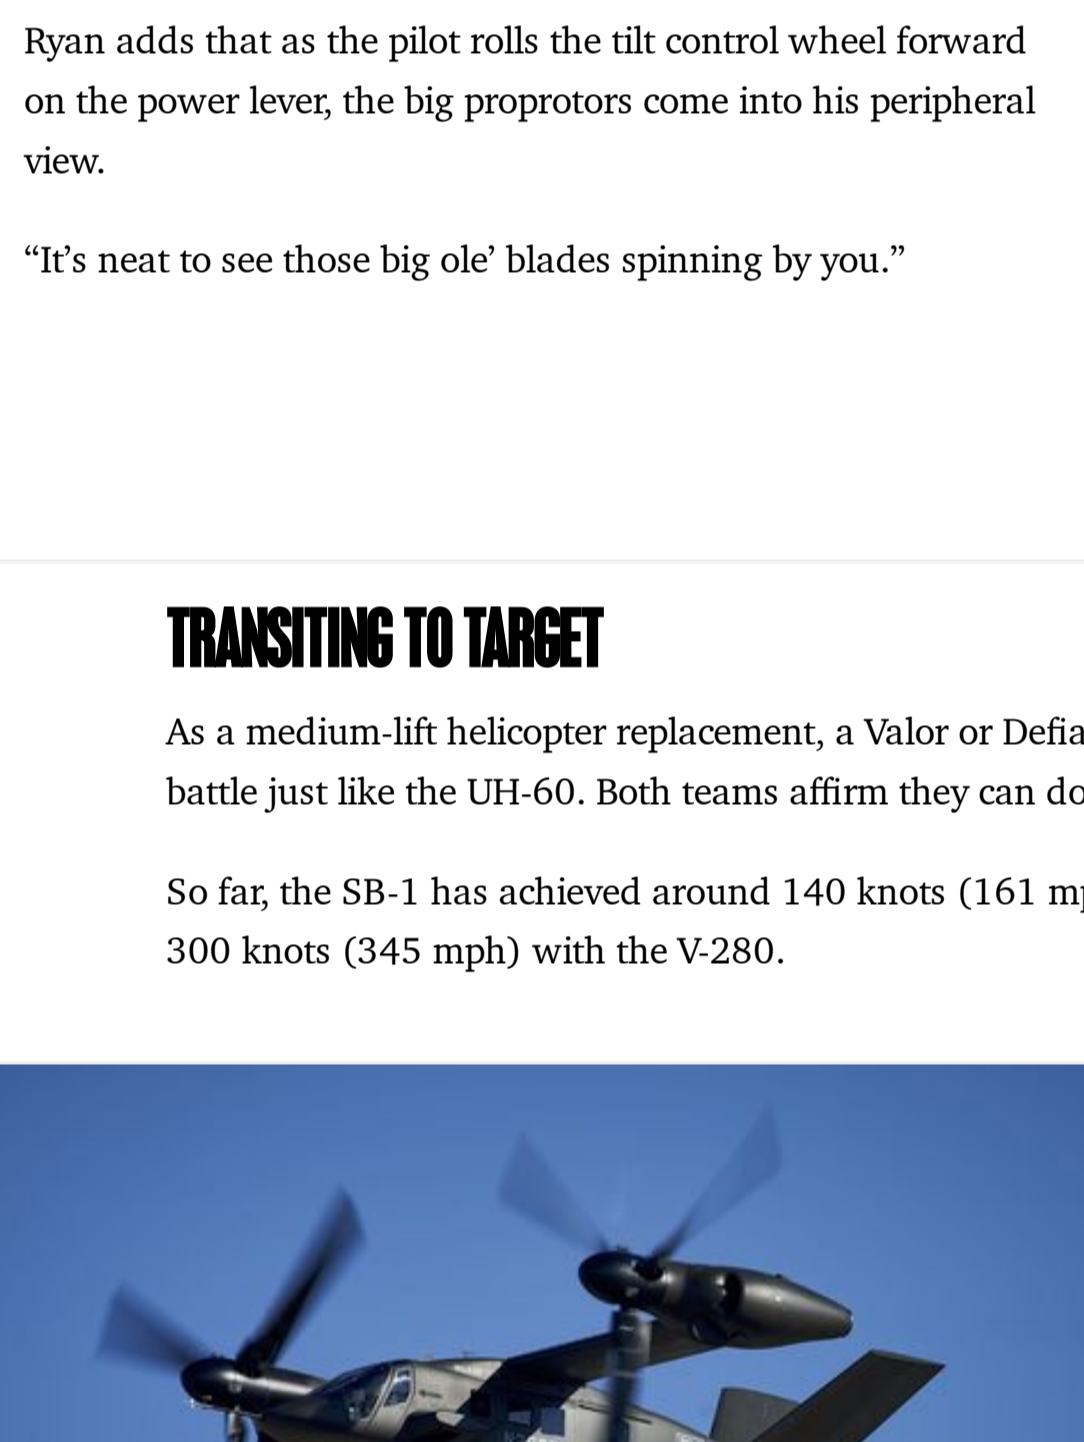 Ryan adds that as the pilot rolls the tilt control wheel forward
on the power lever, the big proprotors come into his peripheral
view.
“It’s neat to see those big ole’ blades spinning by you.”
TRANSITING TO TARGET
As a medium-lift helicopter replacement, a Valor or
battle just like the UH-60. Both teams affirm they can do
So far, the SB-1 has achieved around 140 knots (161
300 knots (345 mph) with the V-280.